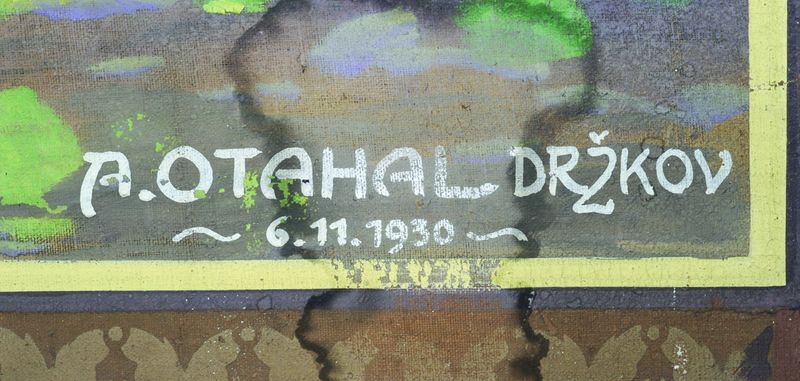 A. OTAHAL DRŽKOV
~ 6.11.1930 ~